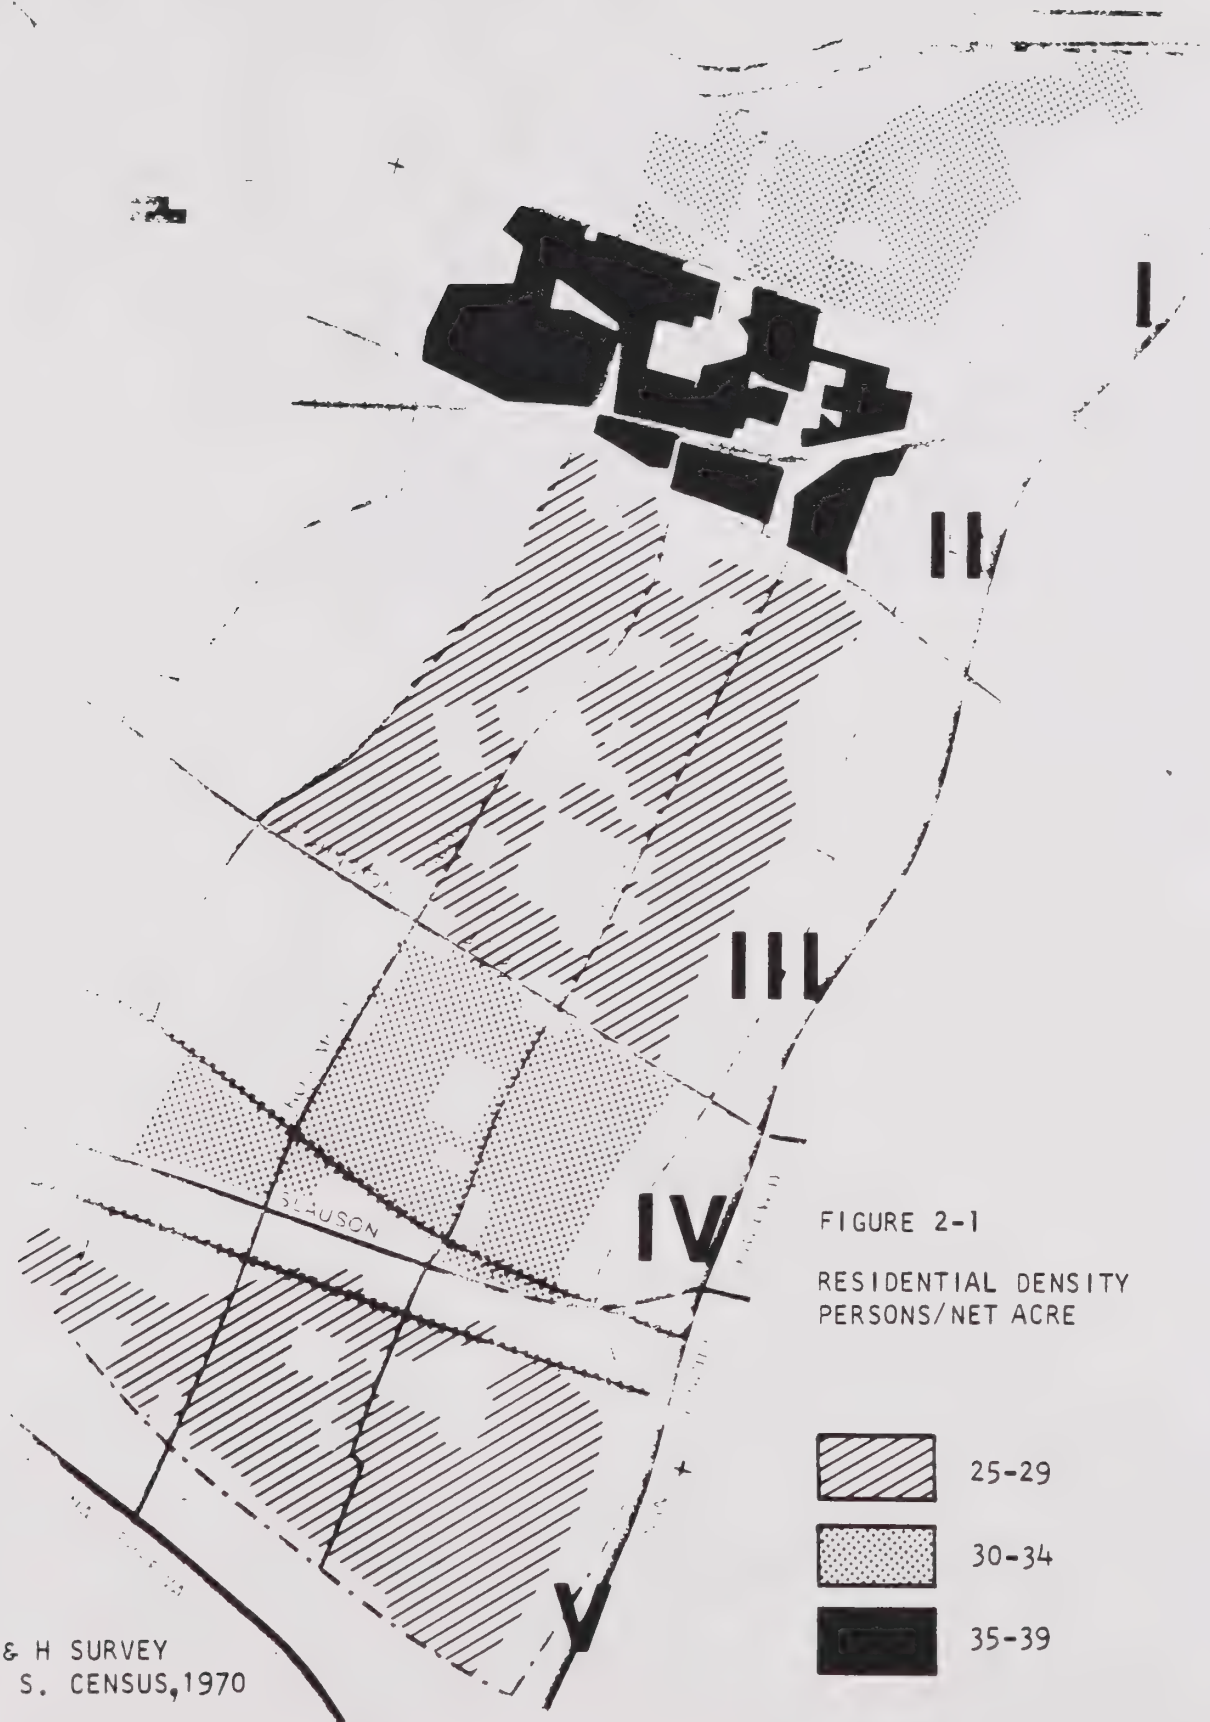 I
II
III
IV
SLAUSON
FIGURE 2-1
RESIDENTIAL DENSITY
PERSONS/NET ACRE
25-29
30-34
35-39
V
& H SURVEY
S. CENSUS,1970